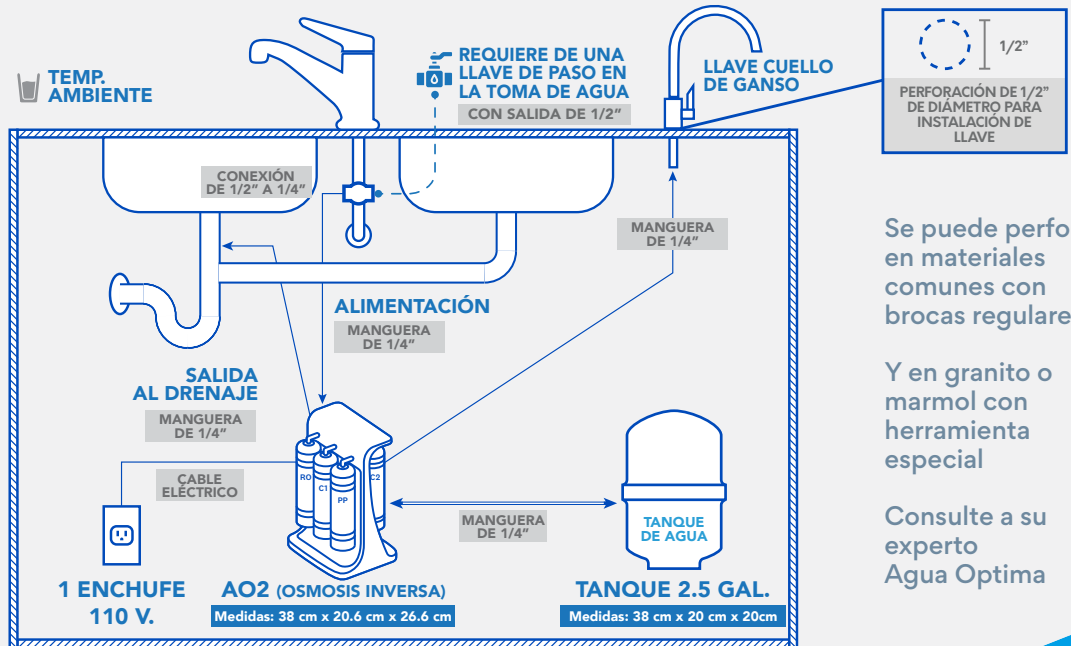 TEMP.
AMBIENTE
REQUIERE DE UNA
LLAVE DE PASO EN
LA TOMA DE AGUA
CON SALIDA DE 1/2"
LLAVE CUELLO
DE GANSO
1/2"
PERFORACIÓN DE 1/2"
DE DIÁMETRO PARA
INSTALACIÓN DE
LLAVE
CONEXIÓN
DE 1/2" A 1/4"
MANGUERA
DE 1/4"
ALIMENTACIÓN
MANGUERA
DE 1/4"
SALIDA
AL DRENAJE
MANGUERA
DE 1/4"
CABLE
ELÉCTRICO
RO
C1
PP
C2
MANGUERA
DE 1/4"
TANQUE
DE AGUA
1 ENCHUFE
110 V.
AO2 (OSMOSIS INVERSA)
Medidas: 38 cm x 20.6 cm x 26.6 cm
TANQUE 2.5 GAL.
Medidas: 38 cm x 20 cm x 20cm
Se puede perfo
en materiales
comunes con
brocas regulare
Y en granito o
marmol con
herramienta
especial
Consulte a su
experto
Agua Optima